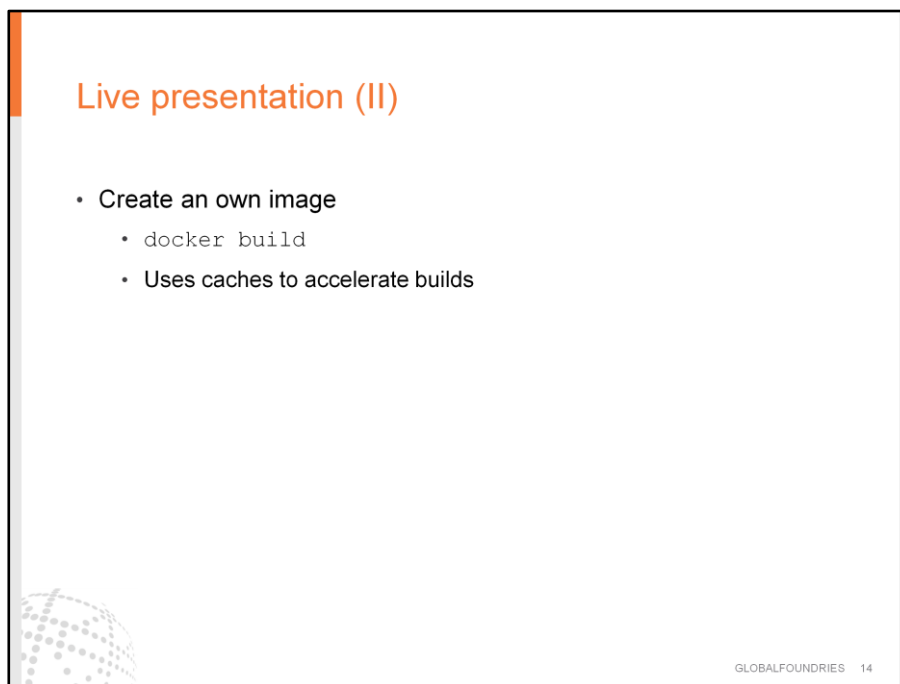 Live presentation (II)
• Create an own image
• docker build
• Uses caches to accelerate builds
GLOBALFOUNDRIES 14